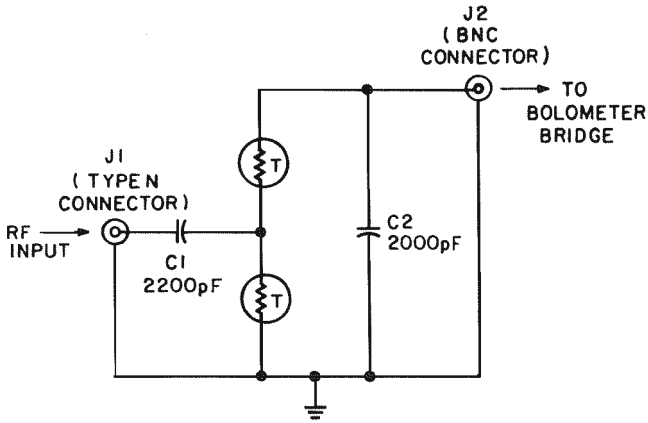 J2
(BNC
CONNECTOR)
TO
BOLOMETER
BRIDGE
J1
(TYPE N
CONNECTOR)
RF
INPUT
C1
2200pF
T
T
C2
2000pF